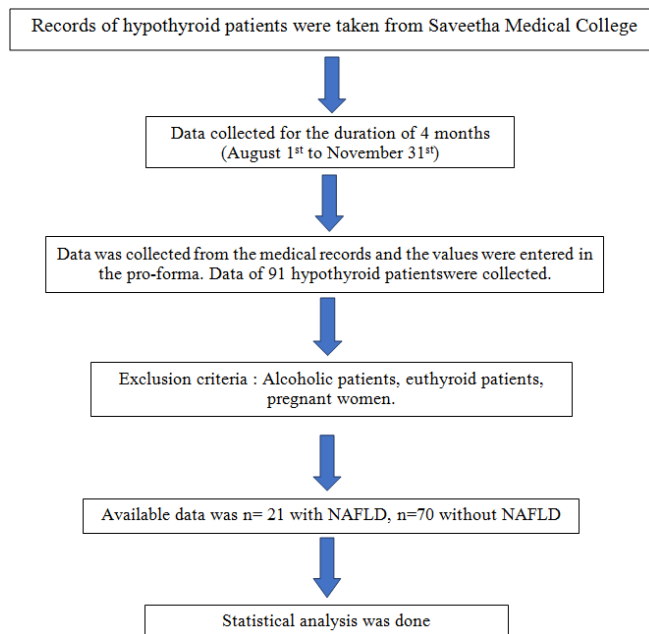 Records of hypothyroid patients were taken from Saveetha Medical College
Data collected for the duration of 4 months
(August 1st to November 31st)
Data was collected from the medical records and the values were entered in
the pro-forma. Data of 91 hypothyroid patientswere collected.
Exclusion criteria : Alcoholic patients, euthyroid patients,
pregnant women.
Available data was n= 21 with NAFLD, n=70 without NAFLD
Statistical analysis was done